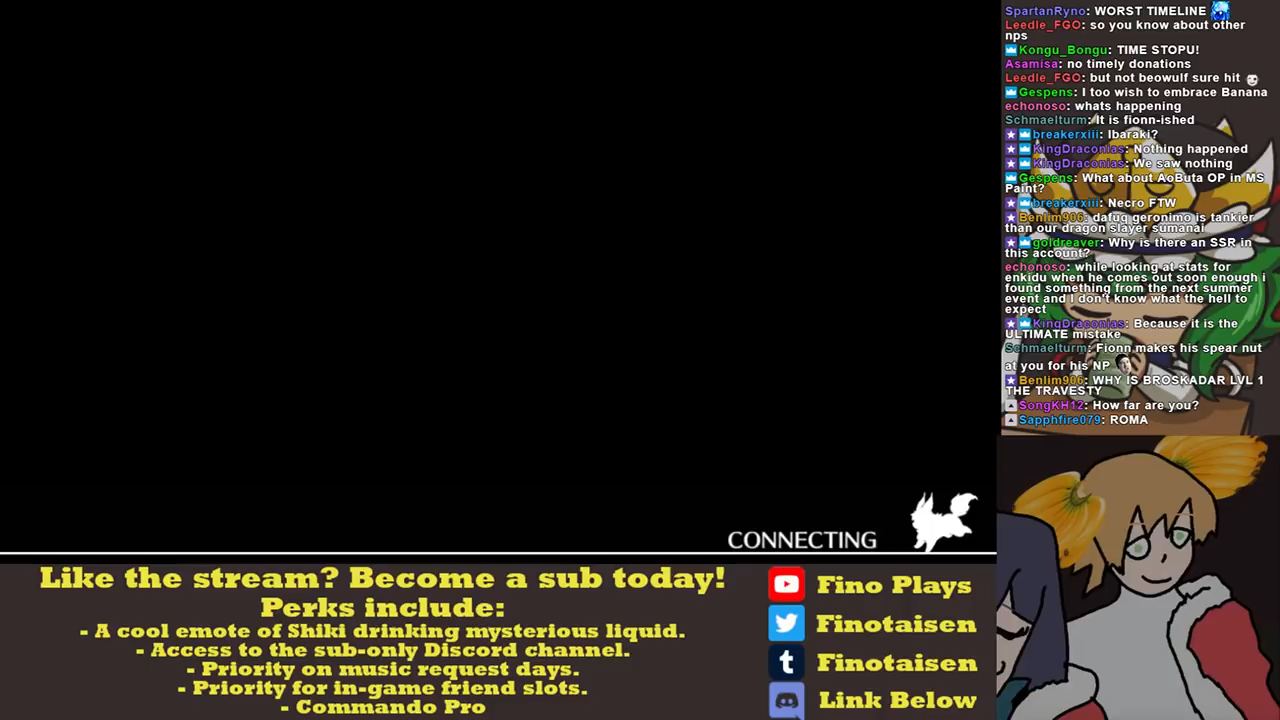 SpartanRyno: WORST TIMELINE
Leedle_FGO: so you know about other
nps
Kongu_Bongu: TIME STOPU!
Asamisa: no timely donations
Leedle_FGO: but not beowulf sure hit
Gespens: I too wish to embrace Banana
echonoso: whats happening
Schmaelturm: It is fionn-ished
breakerxiii: Ibaraki?
KingDraconias: Nothing happened
KingDraconias: We saw nothing
Gespens: What about AoButa OP in MS
Paint?
breakerxiii: Necro FTW
Benlim906: dafuq geronimo is tankier
than our dragon slayer sumanai
goldreaver: Why is there an SSR in
this account?
echonoso: while looking at stats for
enkidu when he comes out soon enough i
found something from the next summer
event and I don't know what the hell to
expect
KingDraconias: Because it is the
ULTIMATE mistake
Schmaelturm: Fionn makes his spear nut
at you for his NP
Benlim906: WHY IS BROSKADAR LVL 1
THE TRAVESTY
SongKH12: How far are you?
Sapphfire079: ROMA
CONNECTING
Like the stream? Become a sub today!
Perks include:
- A cool emote of Shiki drinking mysterious liquid.
- Access to the sub-only Discord channel.
- Priority on music request days.
- Priority for in-game friend slots.
- Commando Pro
Fino Plays
Finotaisen
Finotaisen
Link Below